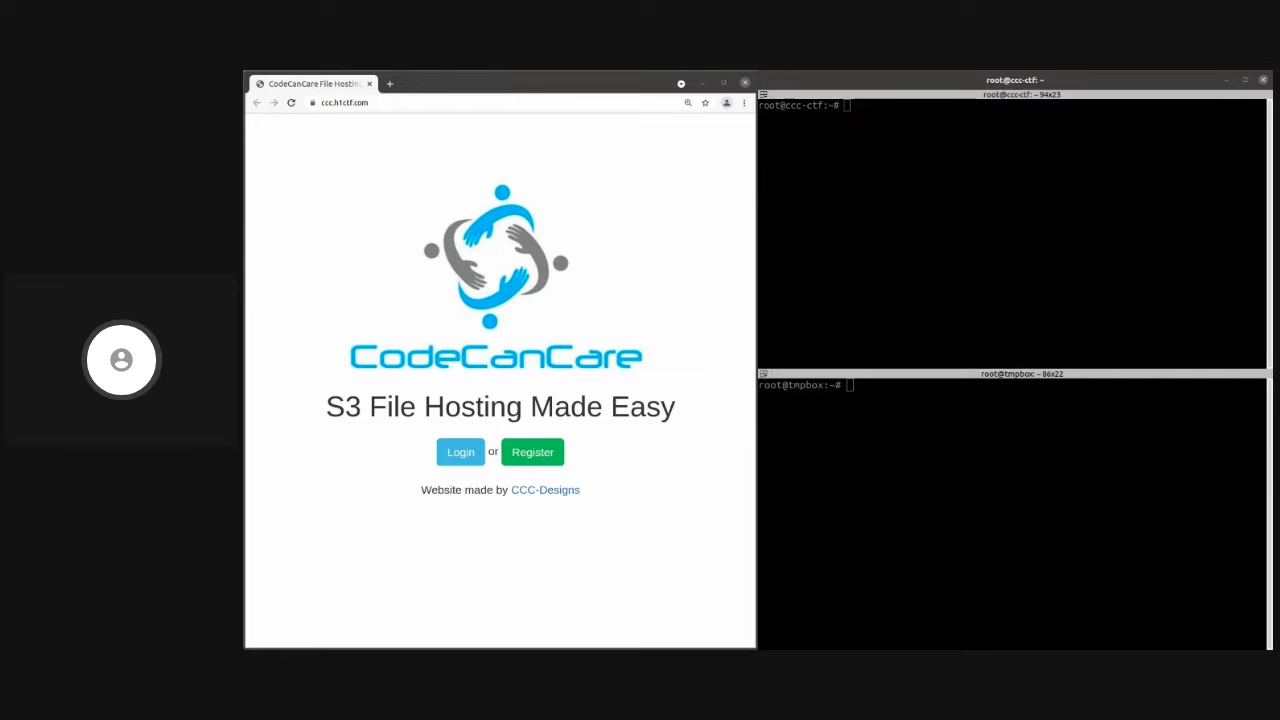 CodeCanCare File Hostin
ccc.h1ctf.com
CodeCanCare
S3 File Hosting Made Easy
Login or Register
Website made by CCC-Designs
root@ccc-ctf: ~
root@ccc-ctf: ~ 94x23
root@ccc-ctf:~#
root@tmpbox: ~ 86x22
root@tmpbox:~#